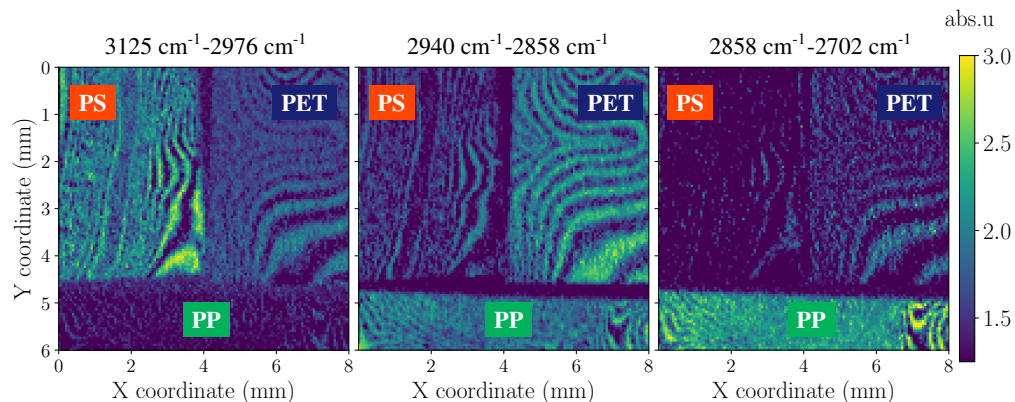 abs.u
3125 cm⁻¹-2976 cm⁻¹
2940 cm⁻¹-2858 cm⁻¹
2858 cm⁻¹-2702 cm⁻¹
PS
PET
PP
PS
PET
PP
PS
PET
PP
3.0
2.5
2.0
1.5
Y coordinate (mm)
0
1
2
3
4
5
6
0 2 4 6 8
2 4 6 8
2 4 6 8
X coordinate (mm)
X coordinate (mm)
X coordinate (mm)